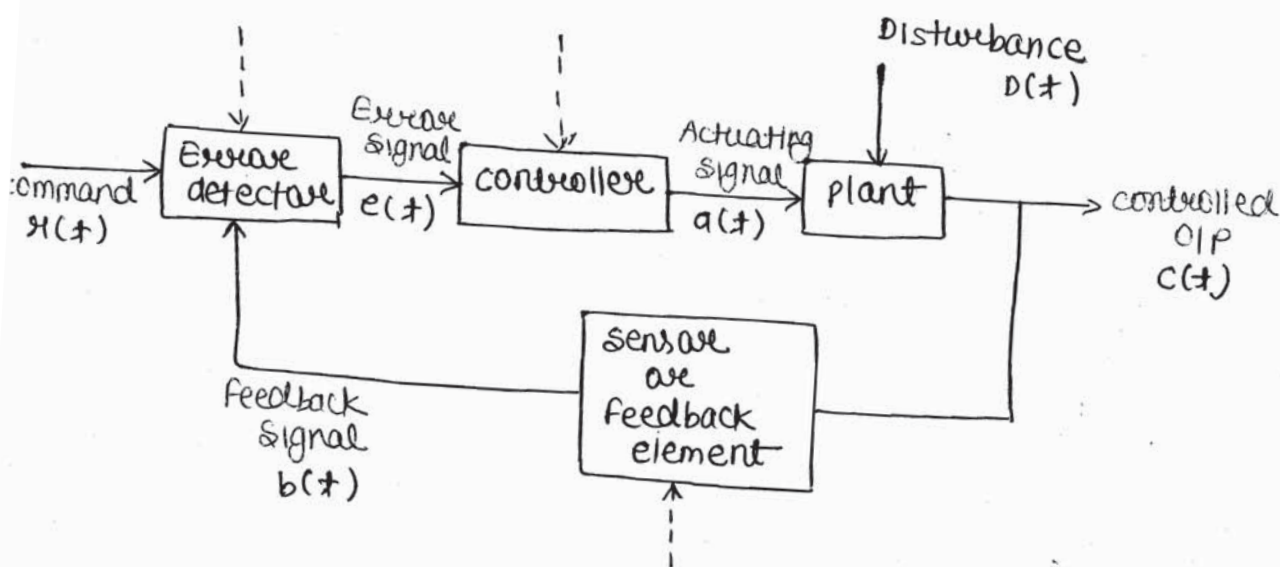 Disturbance
D(t)
Error
Signal
e(t)
Actuating
Signal
a(t)
command
r(t)
Error
detector
controller
Plant
controlled
O/P
C(t)
Sensor
or
Feedback
element
Feedback
Signal
b(t)